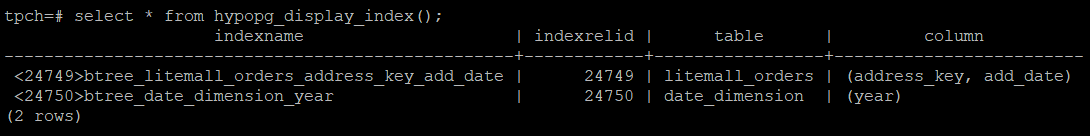 tpch=# select * from hypopg_display_index();
indexname | indexrelid | table | column
----------------------------------------------------+------------+-----------------+--------------------------
<24749>btree_litemall_orders_address_key_add_date | 24749 | litemall_orders | (address_key, add_date)
<24750>btree_date_dimension_year | 24750 | date_dimension | (year)
(2 rows)